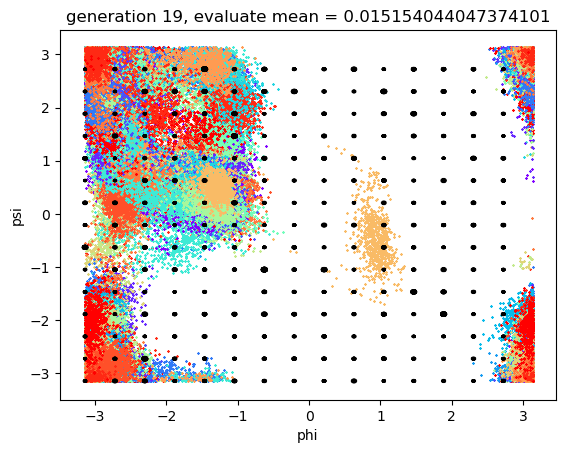 generation 19, evaluate mean = 0.015154044047374101
psi
3
2
1
0
−1
−2
−3
−3 −2 −1 0 1 2 3
phi